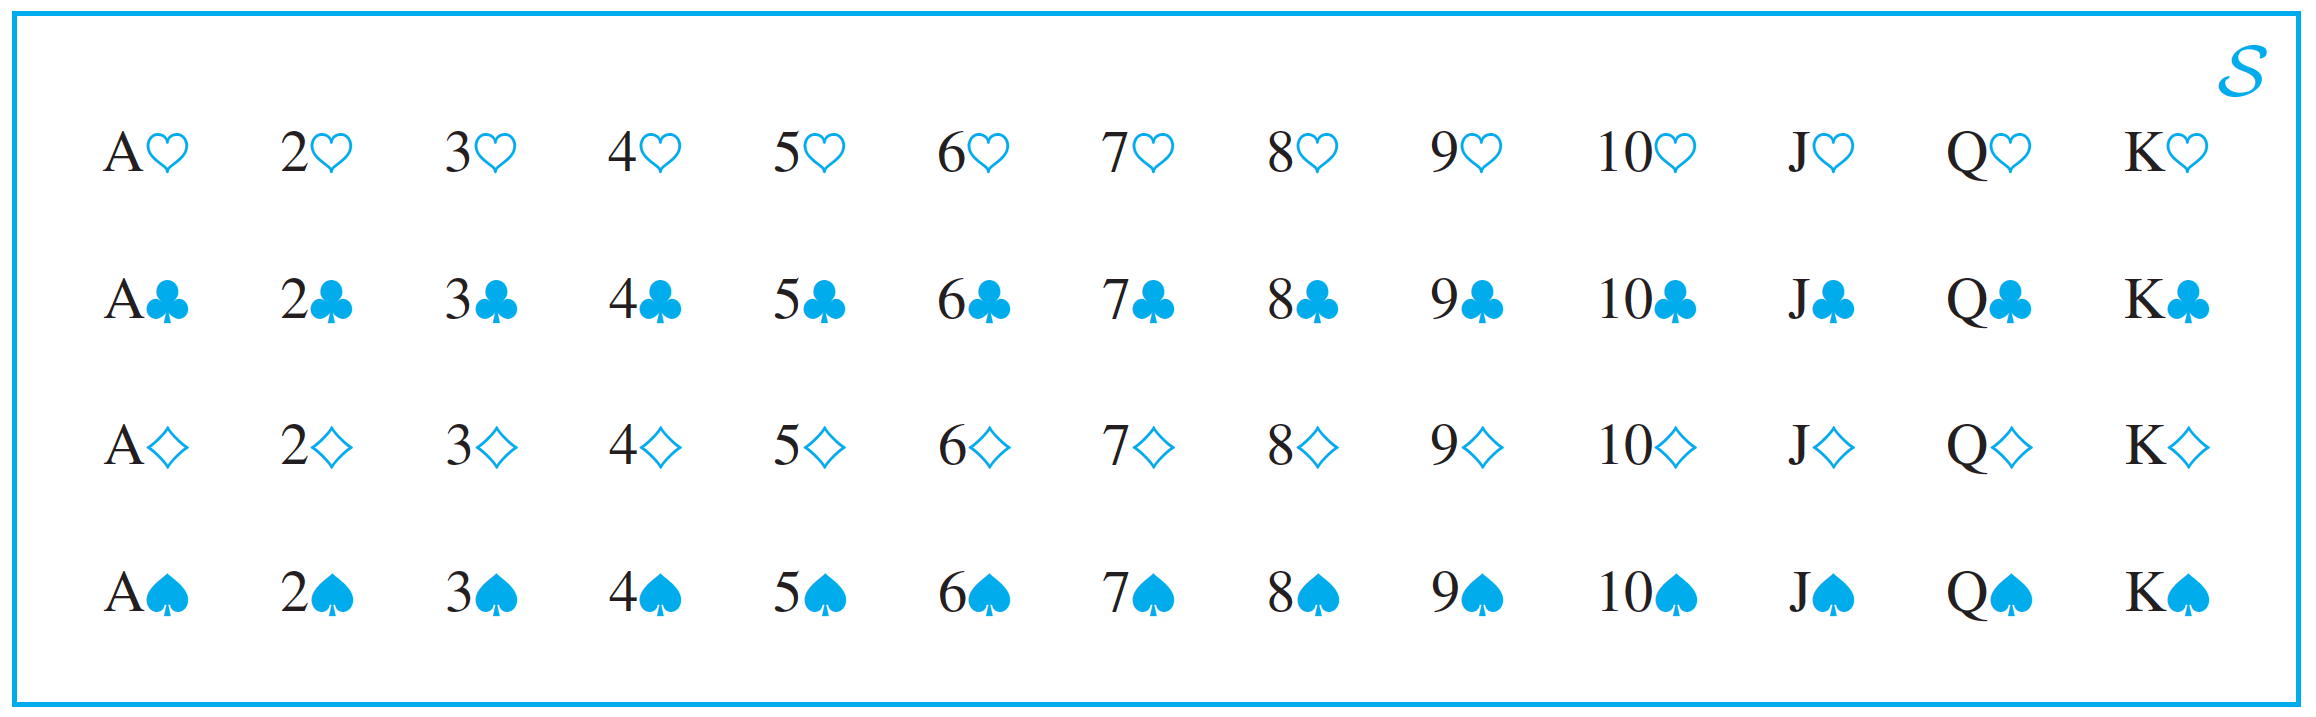 𝒮
A♡ 2♡ 3♡ 4♡ 5♡ 6♡ 7♡ 8♡ 9♡ 10♡ J♡ Q♡ K♡
A♣ 2♣ 3♣ 4♣ 5♣ 6♣ 7♣ 8♣ 9♣ 10♣ J♣ Q♣ K♣
A♢ 2♢ 3♢ 4♢ 5♢ 6♢ 7♢ 8♢ 9♢ 10♢ J♢ Q♢ K♢
A♠ 2♠ 3♠ 4♠ 5♠ 6♠ 7♠ 8♠ 9♠ 10♠ J♠ Q♠ K♠